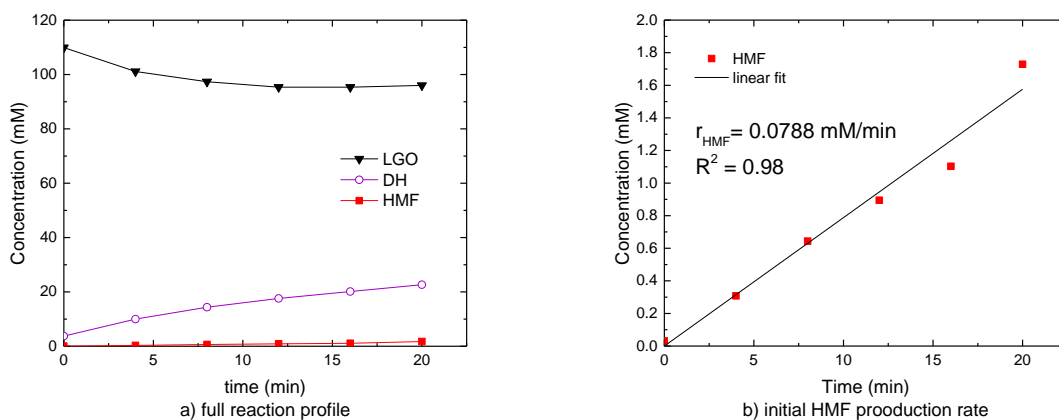 120
100
80
60
40
20
0
Concentration (mM)
LGO
DH
HMF
0 5 10 15 20
time (min)
a) full reaction profile
2.0
1.8
1.6
1.4
1.2
1.0
0.8
0.6
0.4
0.2
0.0
Concentration (mM)
HMF
linear fit
rHMF= 0.0788 mM/min
R2 = 0.98
0 5 10 15 20
Time (min)
b) initial HMF prooduction rate